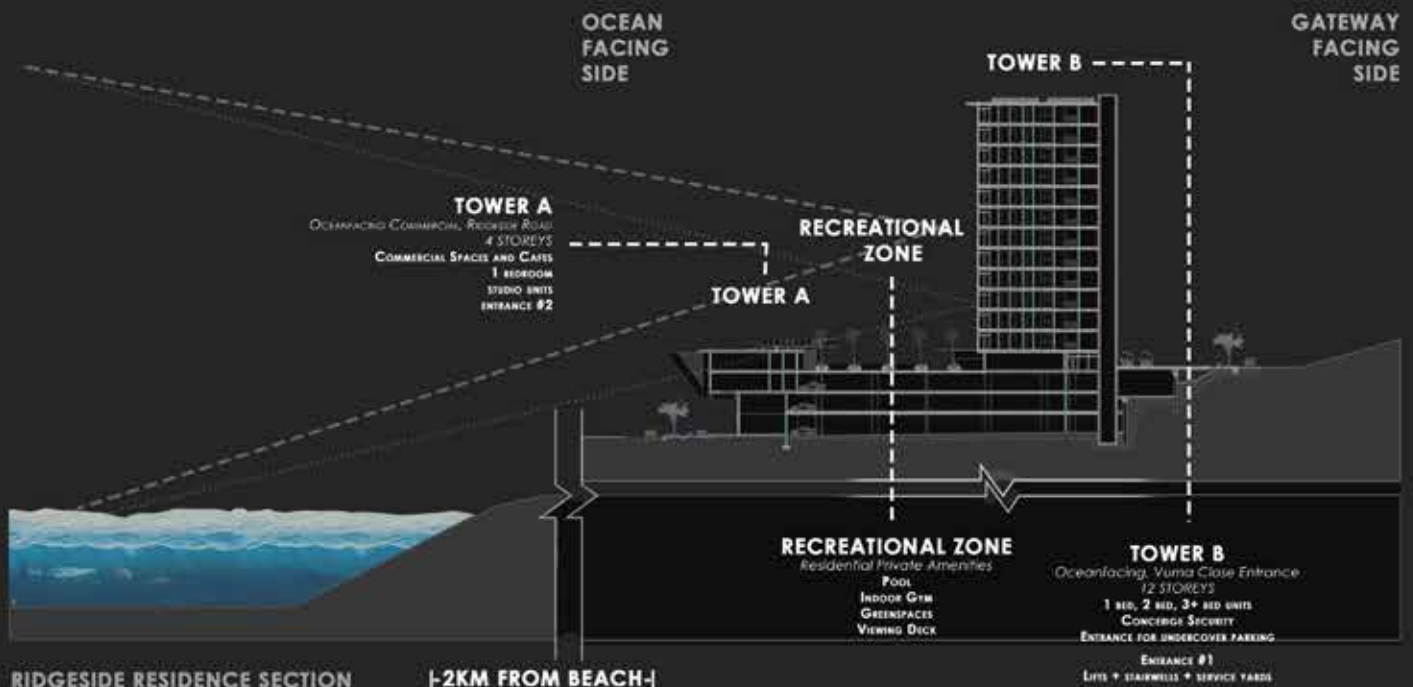 OCEAN
FACING
SIDE
GATEWAY
FACING
SIDE
TOWER B
TOWER A
OCEANFACING COMMERCIAL, RIDGESIDE ROAD
4 STOREYS
COMMERCIAL SPACES AND CAFES
1 BEDROOM
STUDIO UNITS
ENTRANCE #2
RECREATIONAL
ZONE
TOWER A
RECREATIONAL ZONE
Residential Private Amenities
POOL
INDOOR GYM
GREENSPACES
VIEWING DECK
TOWER B
Oceanfacing, Vuma Close Entrance
12 STOREYS
1 BED, 2 BED, 3+ BED UNITS
CONCERIGE SECURITY
ENTRANCE FOR UNDERCOVER PARKING
ENTRANCE #1
LIFTS + STAIRWELLS + SERVICE YARDS
RIDGESIDE RESIDENCE SECTION
|-2KM FROM BEACH-|